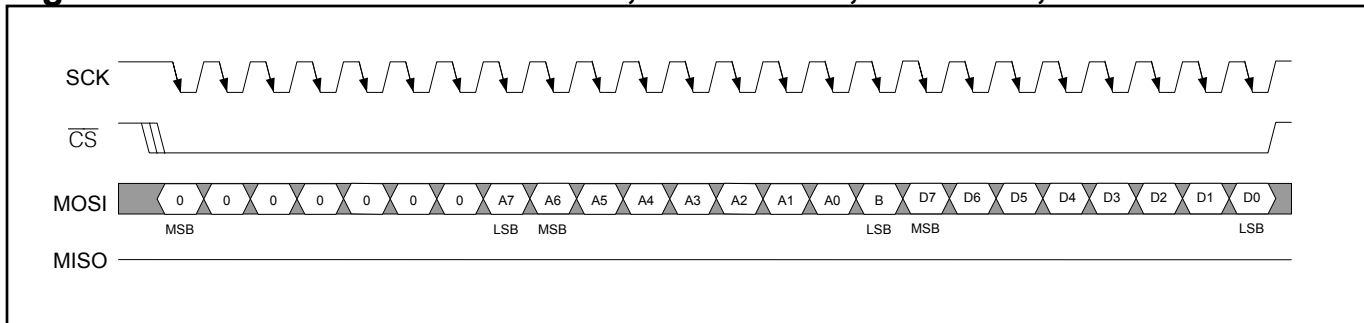 SCK
CS
MOSI 0 0 0 0 0 0 0 A7 A6 A5 A4 A3 A2 A1 A0 B D7 D6 D5 D4 D3 D2 D1 D0
MSB LSB MSB LSB MSB LSB
MISO